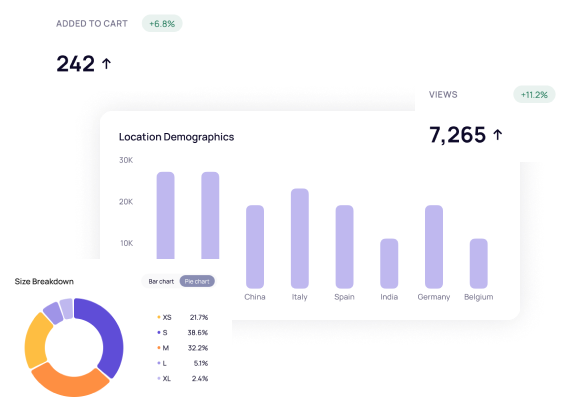 ADDED TO CART +6.8%
242 ↑
VIEWS +11.2%
7,265 ↑
Location Demographics
30K
20K
10K
China Italy Spain India Germany Belgium
Size Breakdown
Bar chart Pie chart
XS 21.7%
S 38.6%
M 32.2%
L 5.1%
XL 2.4%